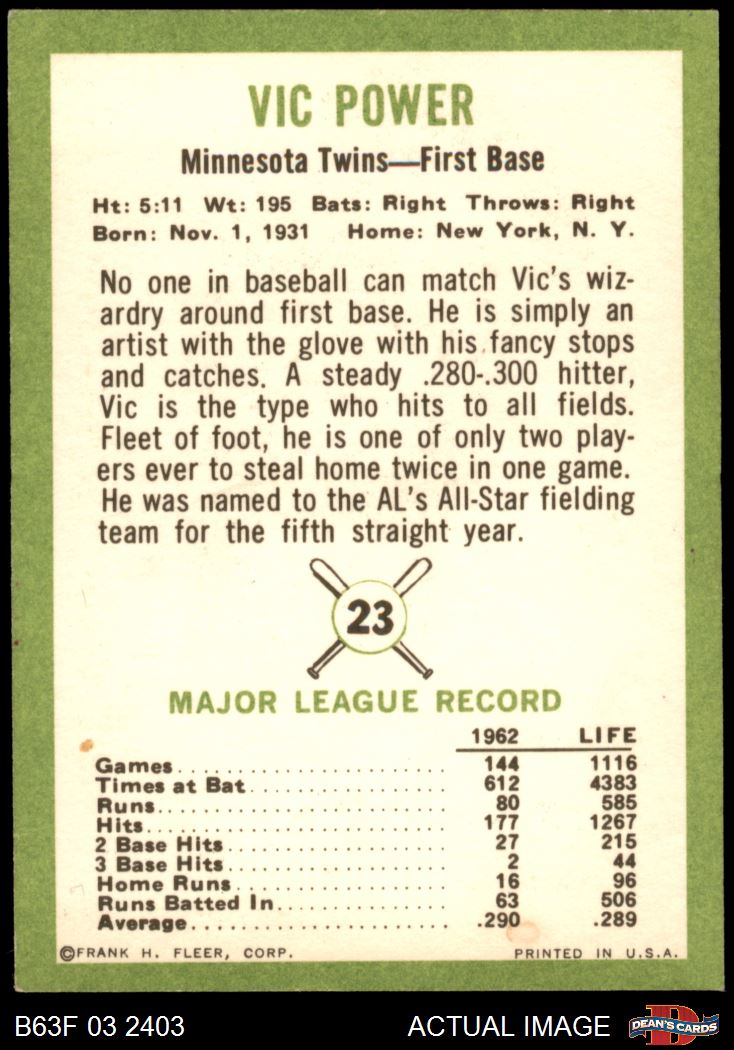 VIC POWER
Minnesota Twins—First Base
Ht: 5:11 Wt: 195 Bats: Right Throws: Right
Born: Nov. 1, 1931 Home: New York, N. Y.
No one in baseball can match Vic's wiz-
ardry around first base. He is simply an
artist with the glove with his fancy stops
and catches. A steady .280-.300 hitter,
Vic is the type who hits to all fields.
Fleet of foot, he is one of only two play-
ers ever to steal home twice in one game.
He was named to the AL's All-Star fielding
team for the fifth straight year.
23
MAJOR LEAGUE RECORD
1962 LIFE
Games 144 1116
Times at Bat 612 4383
Runs 80 585
Hits 177 1267
2 Base Hits 27 215
3 Base Hits 2 44
Home Runs 16 96
Runs Batted In 63 506
Average .290 .289
©FRANK H. FLEER, CORP. PRINTED IN U.S.A.
B63F 03 2403 ACTUAL IMAGE D DEAN'S CARDS